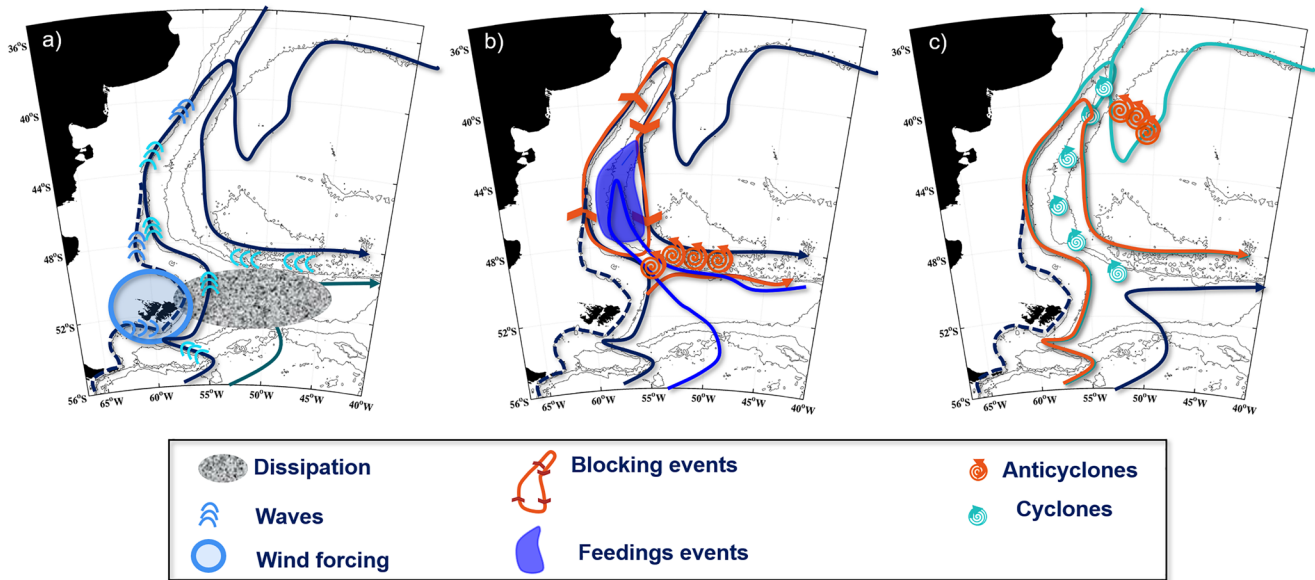 a)
36°S
40°S
44°S
48°S
52°S
56°S
65°W
60°W
55°W
50°W
45°W
40°W
b)
36°S
40°S
44°S
48°S
52°S
56°S
65°W
60°W
55°W
50°W
45°W
40°W
c)
36°S
40°S
44°S
48°S
52°S
56°S
65°W
60°W
55°W
50°W
45°W
40°W
Dissipation
Blocking events
Anticyclones
Waves
Cyclones
Wind forcing
Feedings events